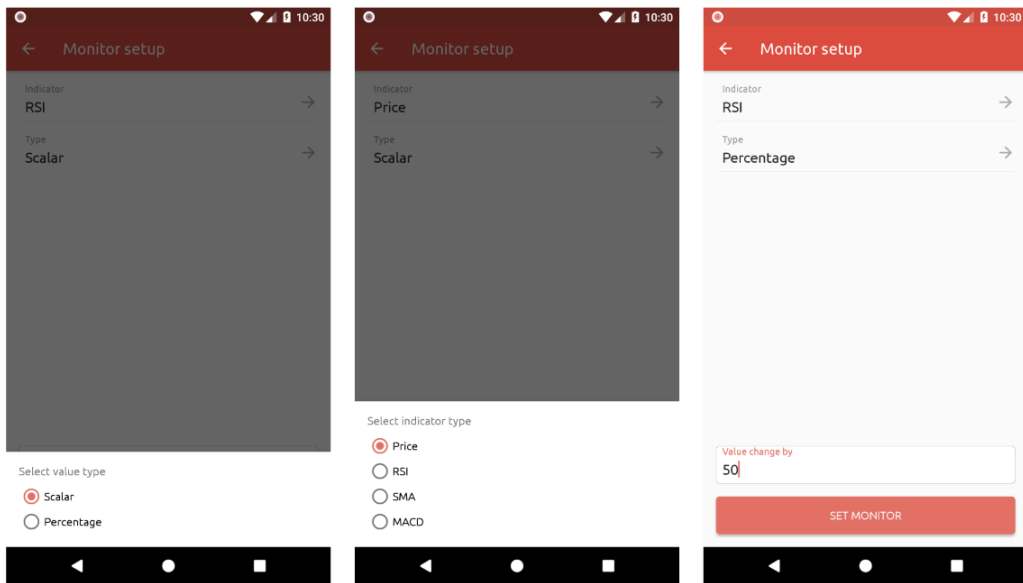 10:30
Monitor setup
Indicator
RSI
Type
Scalar
Select value type
Scalar
Percentage
10:30
Monitor setup
Indicator
Price
Type
Scalar
Select indicator type
Price
RSI
SMA
MACD
10:30
Monitor setup
Indicator
RSI
Type
Percentage
Value change by
50
SET MONITOR